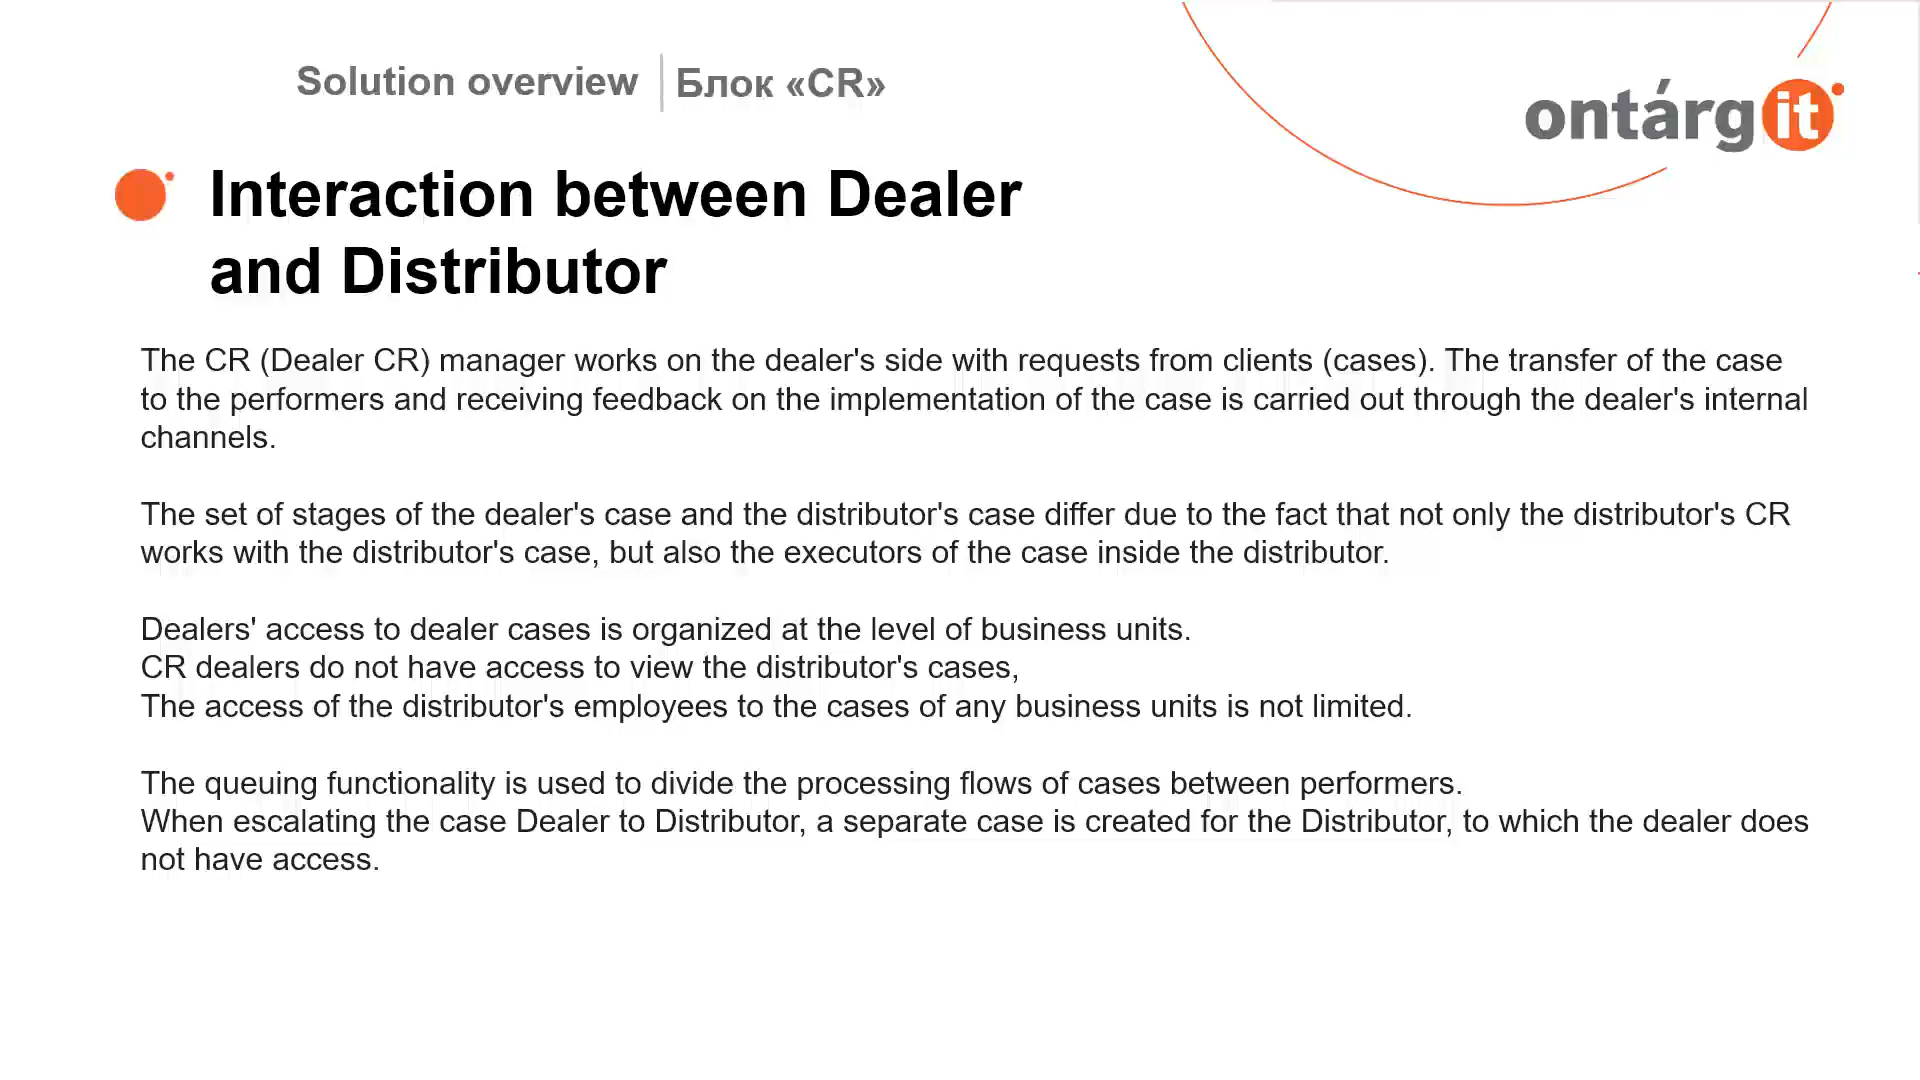 Solution overview
Блок «CR»
ontárgit
Interaction between Dealer
and Distributor
The CR (Dealer CR) manager works on the dealer's side with requests from clients (cases). The transfer of the case
to the performers and receiving feedback on the implementation of the case is carried out through the dealer's internal
channels.
The set of stages of the dealer's case and the distributor's case differ due to the fact that not only the distributor's CR
works with the distributor's case, but also the executors of the case inside the distributor.
Dealers' access to dealer cases is organized at the level of business units.
CR dealers do not have access to view the distributor's cases,
The access of the distributor's employees to the cases of any business units is not limited.
The queuing functionality is used to divide the processing flows of cases between performers.
When escalating the case Dealer to Distributor, a separate case is created for the Distributor, to which the dealer does
not have access.